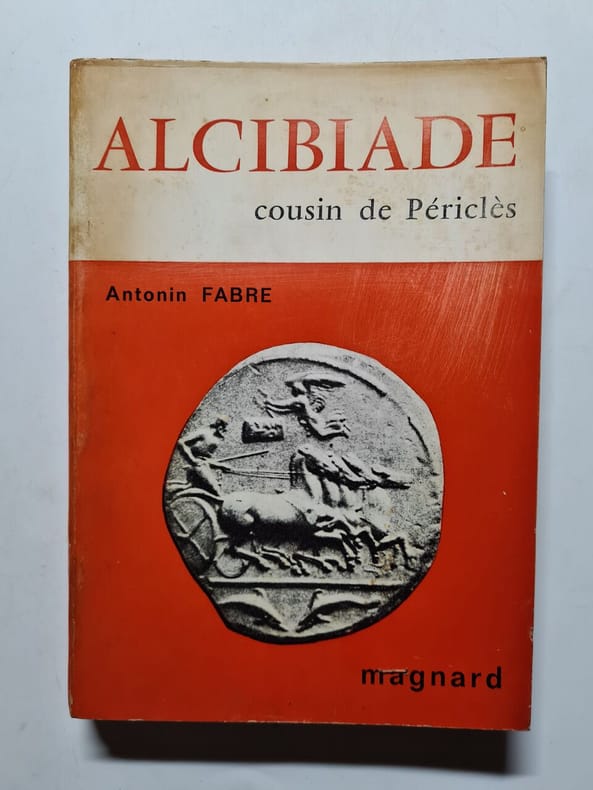 ALCIBIADE
cousin de Périclès
Antonin FABRE
magnard